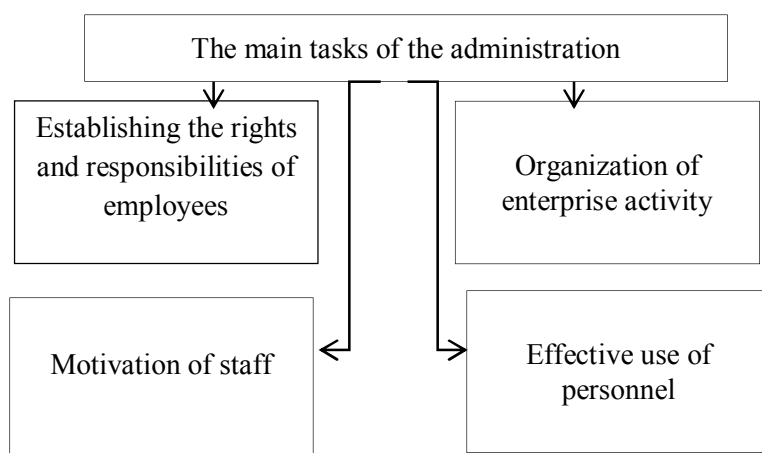 The main tasks of the administration
Establishing the rights
and responsibilities of
employees
Organization of
enterprise activity
Motivation of staff
Effective use of
personnel